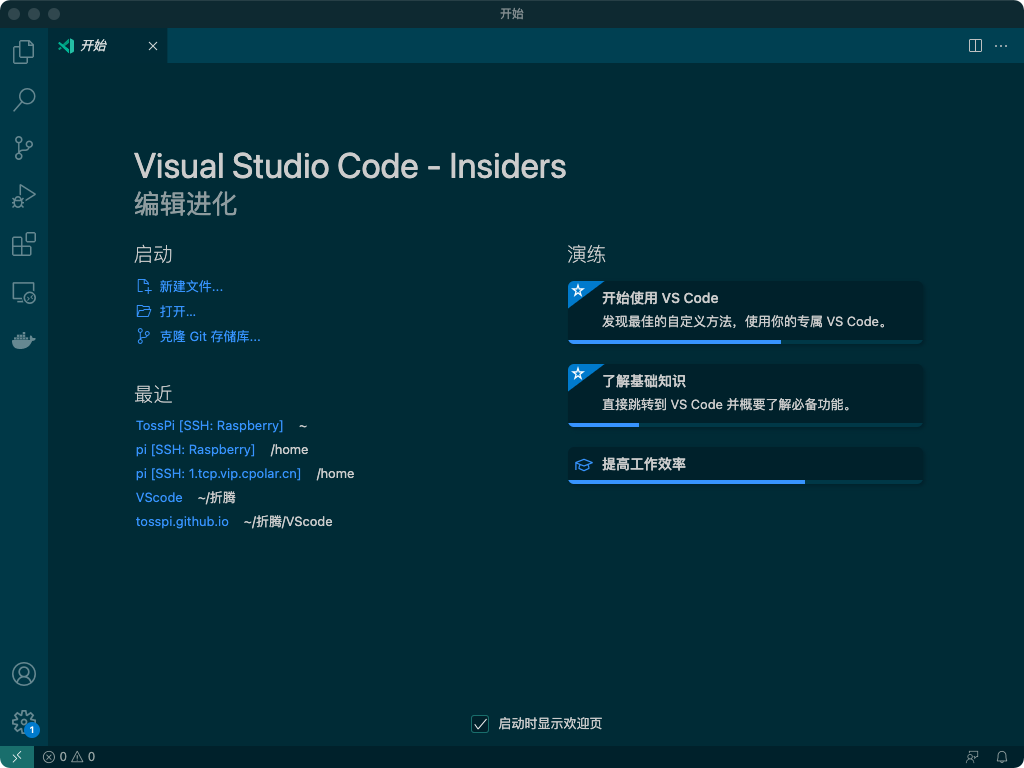 开始
开始
Visual Studio Code - Insiders
编辑进化
启动
新建文件...
打开...
克隆 Git 存储库...
最近
TossPi [SSH: Raspberry] ~
pi [SSH: Raspberry] /home
pi [SSH: 1.tcp.vip.cpolar.cn] /home
VScode ~/折腾
tosspi.github.io ~/折腾/VScode
演练
开始使用 VS Code
发现最佳的自定义方法，使用你的专属 VS Code。
了解基础知识
直接跳转到 VS Code 并概要了解必备功能。
提高工作效率
启动时显示欢迎页
1
0 0